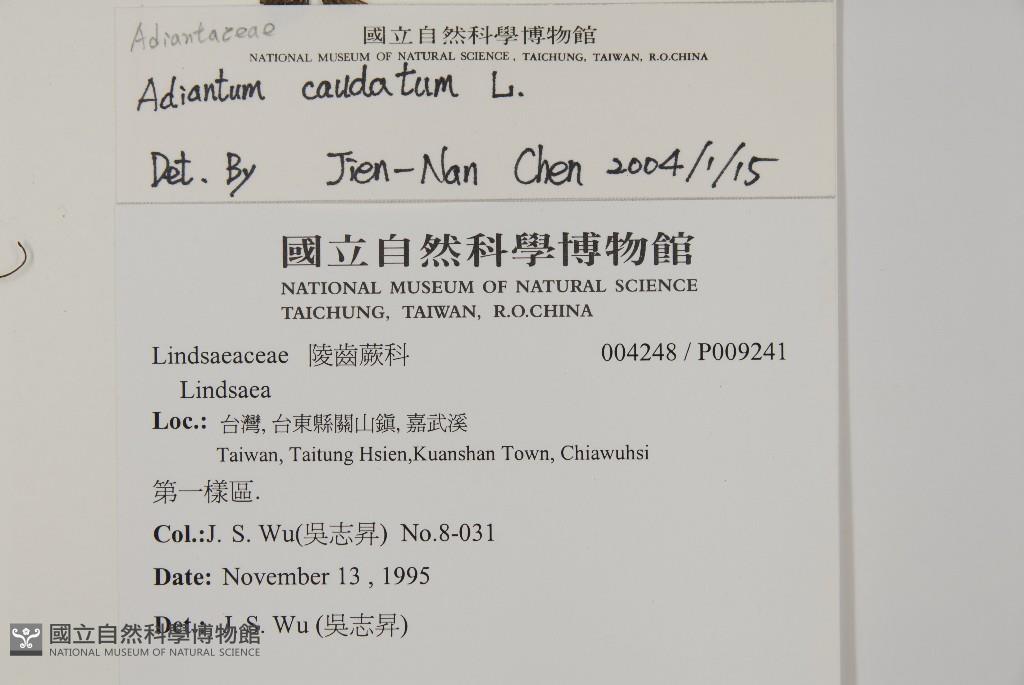 Adiantaceae
國立自然科學博物館
NATIONAL MUSEUM OF NATURAL SCIENCE, TAICHUNG, TAIWAN, R.O.CHINA
Adiantum caudatum L.
Det. By Jien-Nan Chen 2004/1/15
國立自然科學博物館
NATIONAL MUSEUM OF NATURAL SCIENCE
TAICHUNG, TAIWAN, R.O.CHINA
Lindsaeaceae 陵齒蕨科 004248 / P009241
Lindsaea
Loc.: 台灣, 台東縣關山鎮, 嘉武溪
Taiwan, Taitung Hsien,Kuanshan Town, Chiawuhsi
第一樣區.
Col.:J. S. Wu(吳志昇) No.8-031
Date: November 13 , 1995
Det.: J. S. Wu (吳志昇)
國立自然科學博物館
NATIONAL MUSEUM OF NATURAL SCIENCE